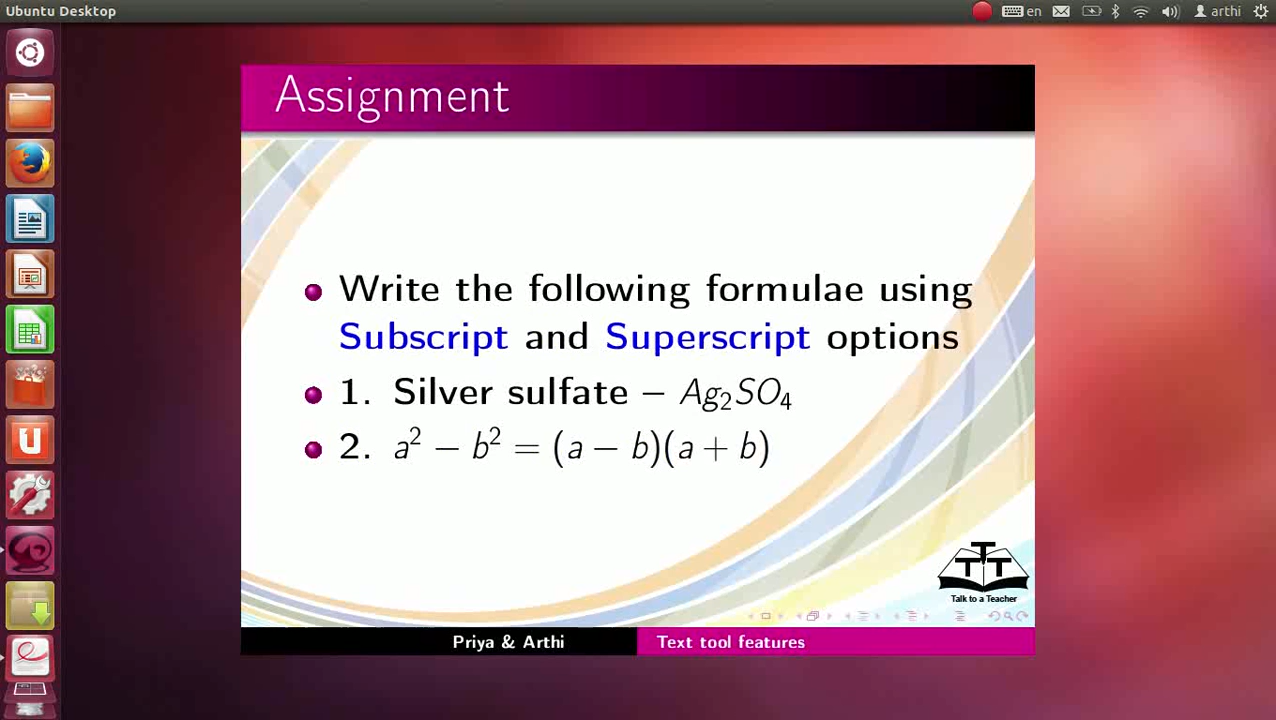 Ubuntu Desktop
en
arthi
Assignment
Write the following formulae using
Subscript and Superscript options
1. Silver sulfate – Ag₂SO₄
2. a² − b² = (a − b)(a + b)
TTT
Talk to a Teacher
Priya & Arthi
Text tool features